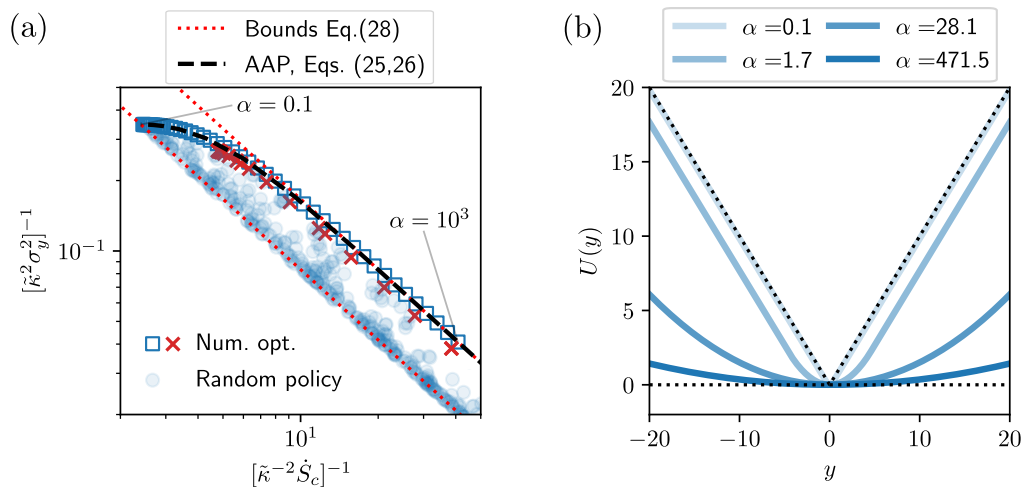 (a)
Bounds Eq.(28)
AAP, Eqs. (25,26)
α = 0.1
α = 10³
10⁻¹
[κ̃²σ_y²]⁻¹
Num. opt.
Random policy
10¹
[κ̃⁻²Ṡ_c]⁻¹
(b)
α =0.1
α =28.1
α =1.7
α =471.5
20
15
10
5
0
U(y)
−20
−10
0
10
20
y